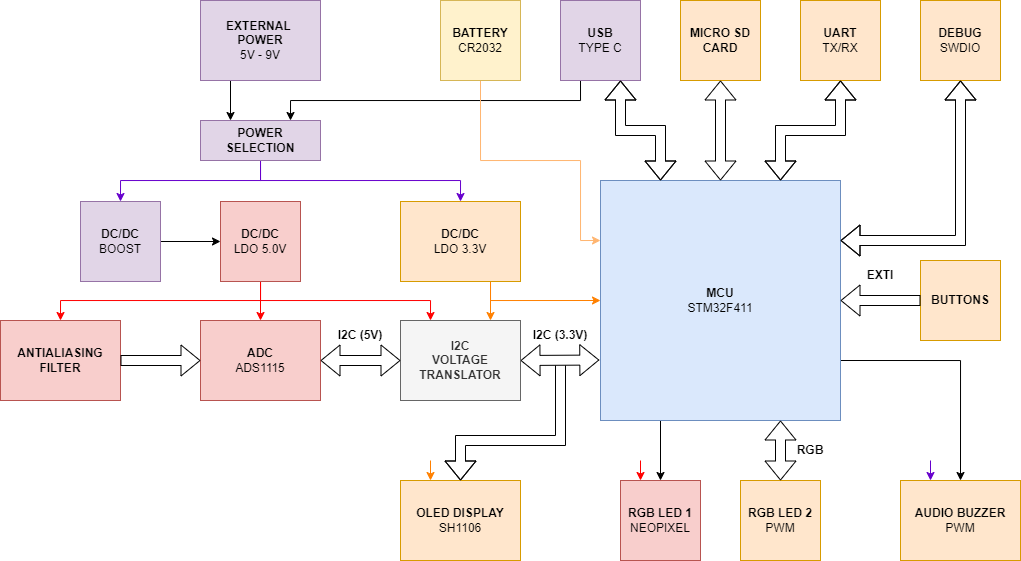 EXTERNAL
POWER
5V - 9V
BATTERY
CR2032
USB
TYPE C
MICRO SD
CARD
UART
TX/RX
DEBUG
SWDIO
POWER
SELECTION
DC/DC
BOOST
DC/DC
LDO 5.0V
DC/DC
LDO 3.3V
MCU
STM32F411
EXTI
BUTTONS
ANTIALIASING
FILTER
ADC
ADS1115
I2C (5V)
I2C
VOLTAGE
TRANSLATOR
I2C (3.3V)
RGB
OLED DISPLAY
SH1106
RGB LED 1
NEOPIXEL
RGB LED 2
PWM
AUDIO BUZZER
PWM